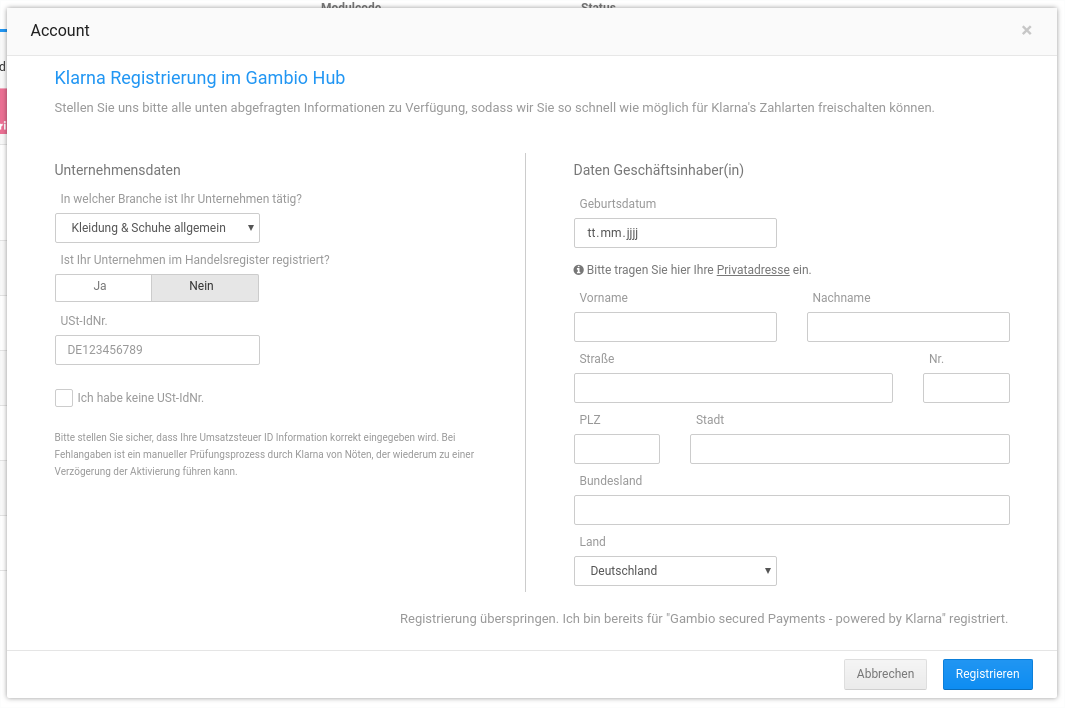 Modulcode Status
Account ×
Klarna Registrierung im Gambio Hub
Stellen Sie uns bitte alle unten abgefragten Informationen zu Verfügung, sodass wir Sie so schnell wie möglich für Klarna's Zahlarten freischalten können.
Unternehmensdaten
In welcher Branche ist Ihr Unternehmen tätig?
Kleidung & Schuhe allgemein
Ist Ihr Unternehmen im Handelsregister registriert?
Ja Nein
USt-IdNr.
DE123456789
Ich habe keine USt-IdNr.
Bitte stellen Sie sicher, dass Ihre Umsatzsteuer ID Information korrekt eingegeben wird. Bei
Fehlangaben ist ein manueller Prüfungsprozess durch Klarna von Nöten, der wiederum zu einer
Verzögerung der Aktivierung führen kann.
Daten Geschäftsinhaber(in)
Geburtsdatum
tt.mm.jjjj
Bitte tragen Sie hier Ihre Privatadresse ein.
Vorname Nachname
Straße Nr.
PLZ Stadt
Bundesland
Land
Deutschland
Registrierung überspringen. Ich bin bereits für "Gambio secured Payments - powered by Klarna" registriert.
Abbrechen Registrieren